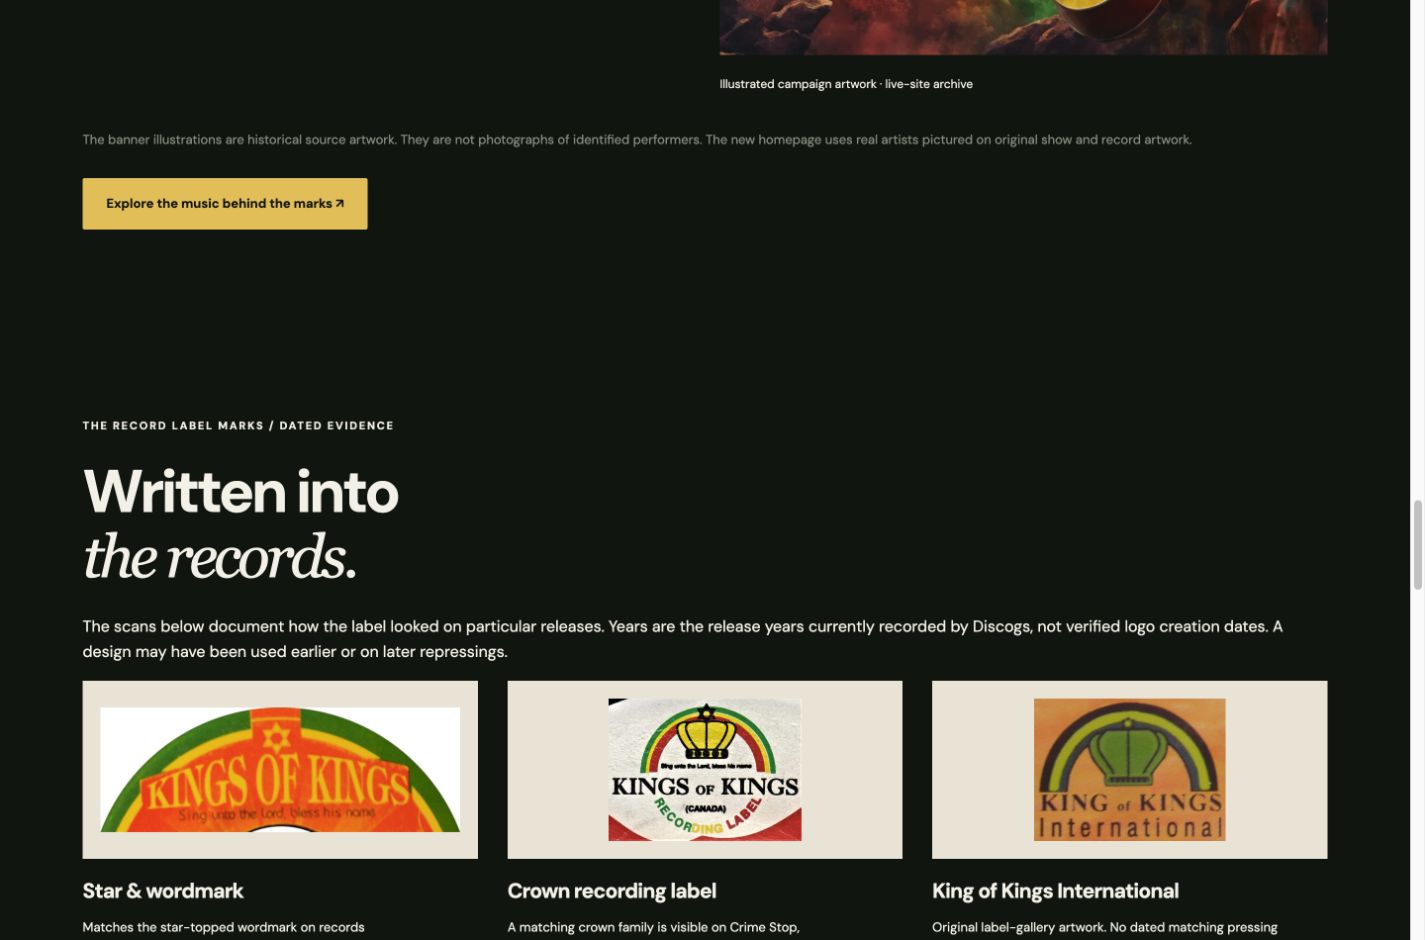 Illustrated campaign artwork · live-site archive
The banner illustrations are historical source artwork. They are not photographs of identified performers. The new homepage uses real artists pictured on original show and record artwork.
Explore the music behind the marks ↗
THE RECORD LABEL MARKS / DATED EVIDENCE
Written into
the records.
The scans below document how the label looked on particular releases. Years are the release years currently recorded by Discogs, not verified logo creation dates. A
design may have been used earlier or on later repressings.
KINGS OF KINGS
Sing unto the Lord, bless his name
Sing unto the Lord, bless his name
KINGS OF KINGS
(CANADA)
RECORDING LABEL
KING of KINGS
International
Star & wordmark
Crown recording label
King of Kings International
Matches the star-topped wordmark on records
A matching crown family is visible on Crime Stop,
Original label-gallery artwork. No dated matching pressing